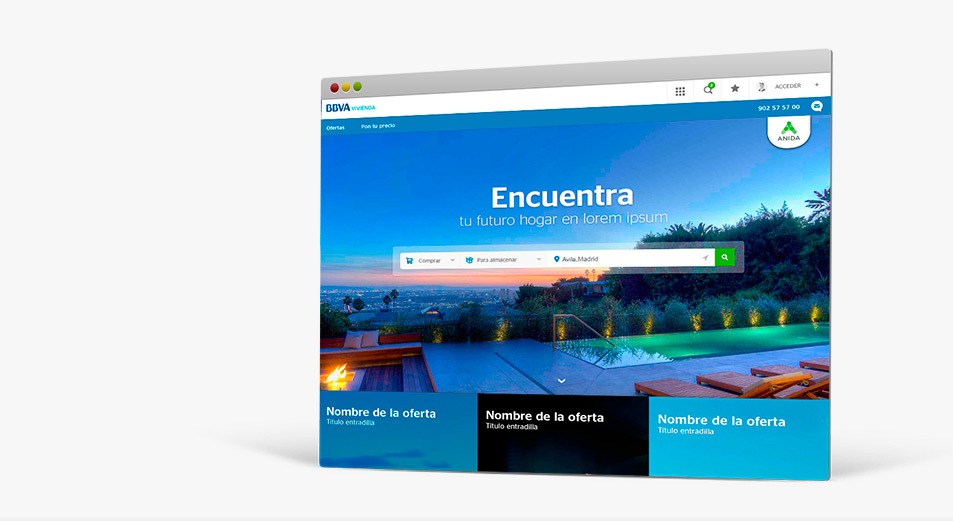 ACCEDER +
BBVA VIVIENDA
902 57 57 00
Ofertas Pon tu precio
ANIDA
Encuentra
tu futuro hogar en lorem ipsum
Comprar Para almacenar Avila, Madrid
Nombre de la oferta
Título entradilla
Nombre de la oferta
Título entradilla
Nombre de la oferta
Título entradilla